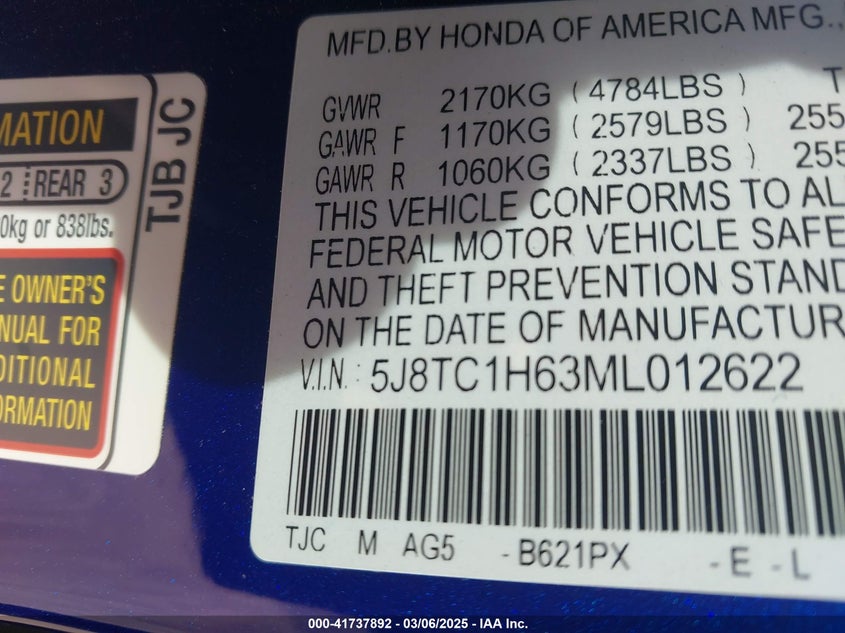 MATION
2 REAR 3
0kg or 838lbs.
E OWNER'S
NUAL FOR
DITIONAL
ORMATION
TJB JC
MFD.BY HONDA OF AMERICA MFG.,
GVWR 2170KG (4784LBS) T
GAWR F 1170KG (2579LBS) 255
GAWR R 1060KG (2337LBS) 255
THIS VEHICLE CONFORMS TO AL
FEDERAL MOTOR VEHICLE SAFE
AND THEFT PREVENTION STAND
ON THE DATE OF MANUFACTUR
V.I.N.: 5J8TC1H63ML012622
TJC M AG5 -B621PX -E-L
000-41737892 - 03/06/2025 - IAA Inc.